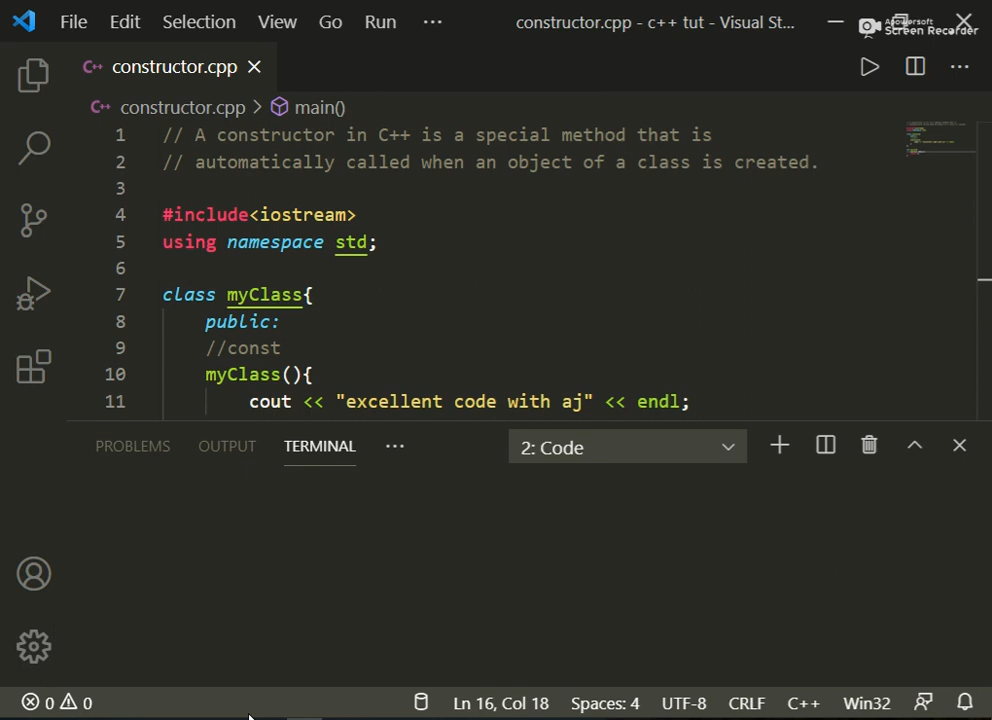 File Edit Selection View Go Run ··· constructor.cpp - c++ tut - Visual St...
Apowersoft
Screen Recorder
C++ constructor.cpp
C++ constructor.cpp > main()
1 // A constructor in C++ is a special method that is
2 // automatically called when an object of a class is created.
3
4 #include<iostream>
5 using namespace std;
6
7 class myClass{
8 public:
9 //const
10 myClass(){
11 cout << "excellent code with aj" << endl;
PROBLEMS OUTPUT TERMINAL ··· 2: Code
0 0 Ln 16, Col 18 Spaces: 4 UTF-8 CRLF C++ Win32